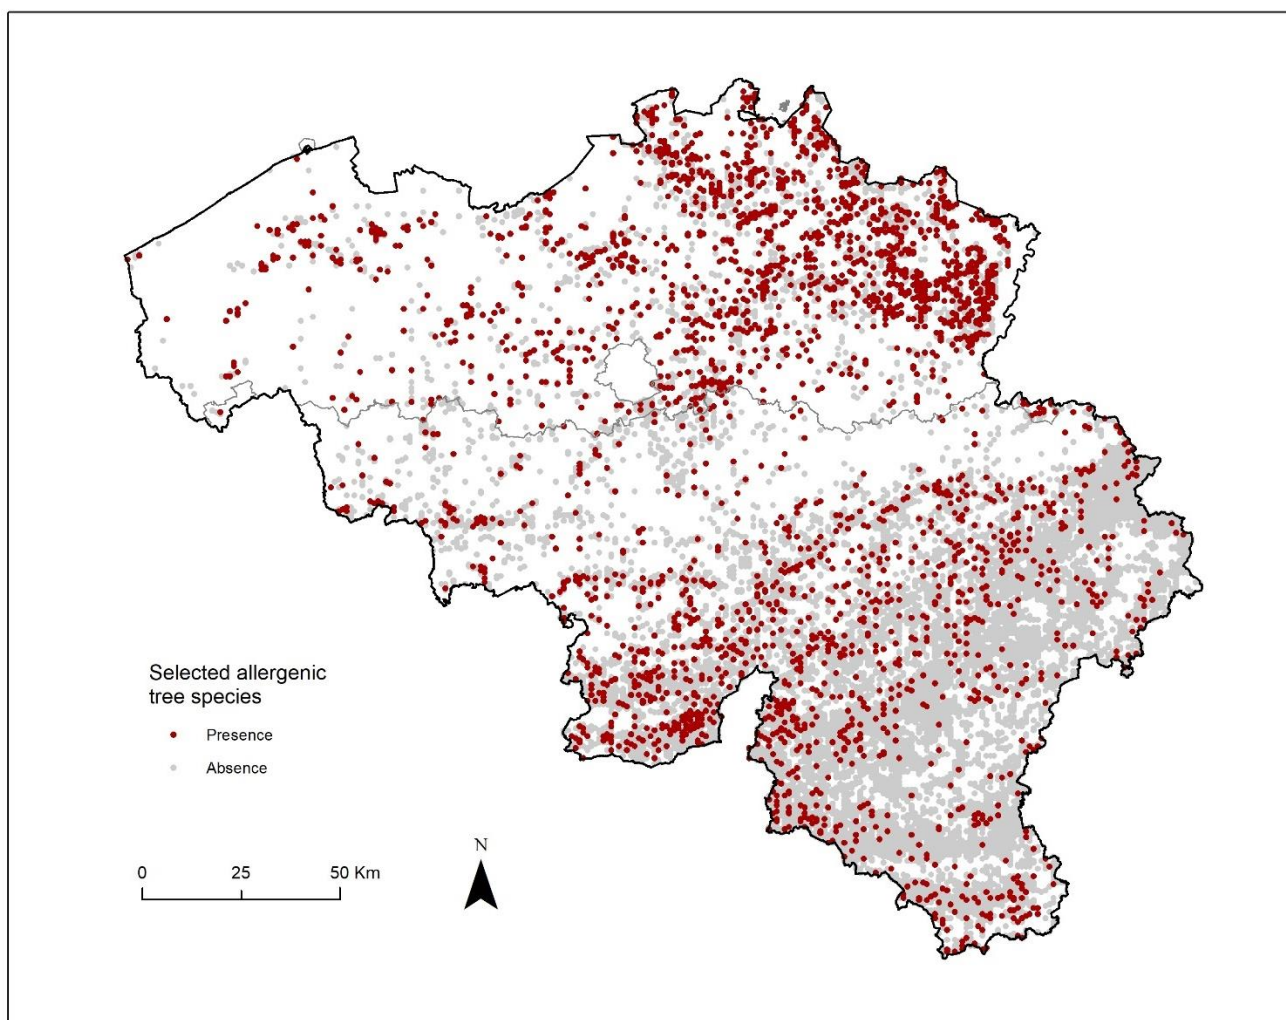 Selected allergenic
tree species
Presence
Absence
N
0 25 50 Km